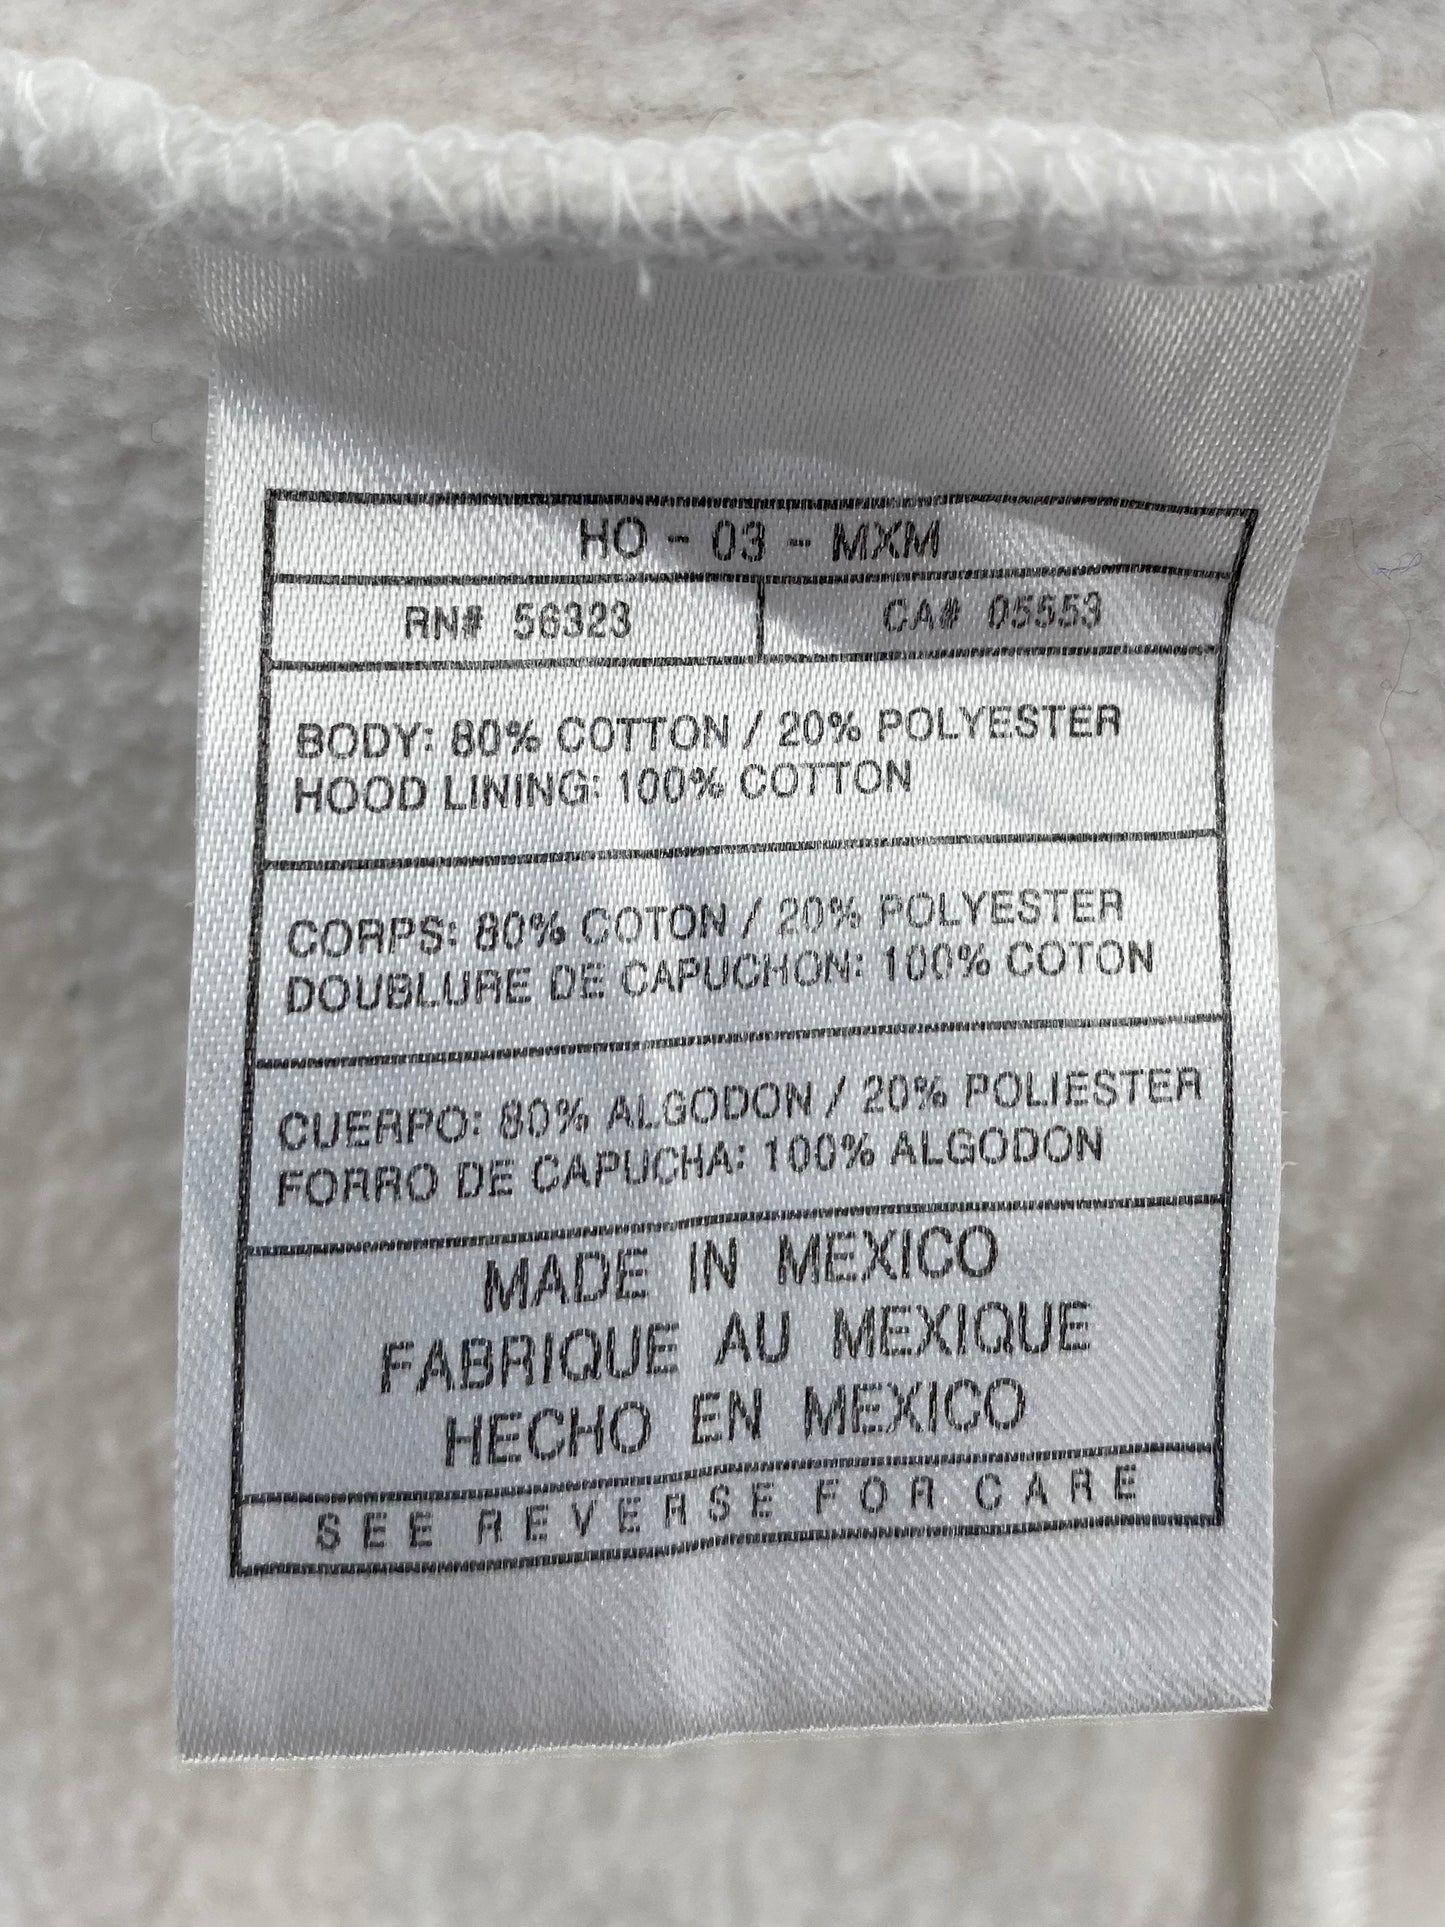 HO - 03 - MXM
RN# 56323 CA# 05553
BODY: 80% COTTON / 20% POLYESTER
HOOD LINING: 100% COTTON
CORPS: 80% COTON / 20% POLYESTER
DOUBLURE DE CAPUCHON: 100% COTON
CUERPO: 80% ALGODON / 20% POLIESTER
FORRO DE CAPUCHA: 100% ALGODON
MADE IN MEXICO
FABRIQUE AU MEXIQUE
HECHO EN MEXICO
SEE REVERSE FOR CARE